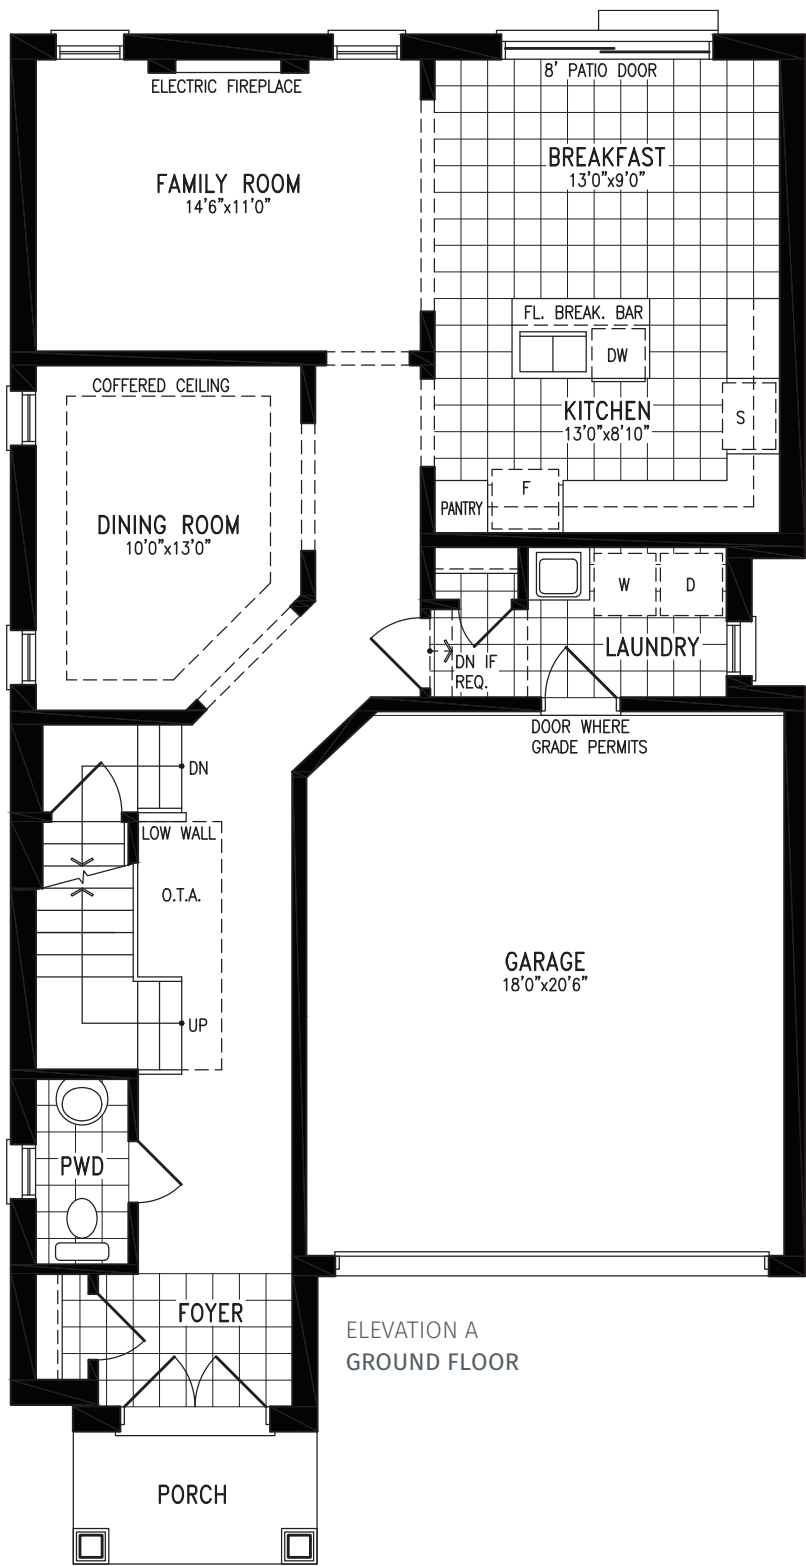 8' PATIO DOOR
ELECTRIC FIREPLACE
BREAKFAST
13'0"x9'0"
FAMILY ROOM
14'6"x11'0"
FL. BREAK. BAR
DW
COFFERED CEILING
KITCHEN
13'0"x8'10"
S
F
PANTRY
DINING ROOM
10'0"x13'0"
W
D
LAUNDRY
DN IF
REQ.
DOOR WHERE
GRADE PERMITS
DN
LOW WALL
O.T.A.
GARAGE
18'0"x20'6"
UP
PWD
FOYER
ELEVATION A
GROUND FLOOR
PORCH